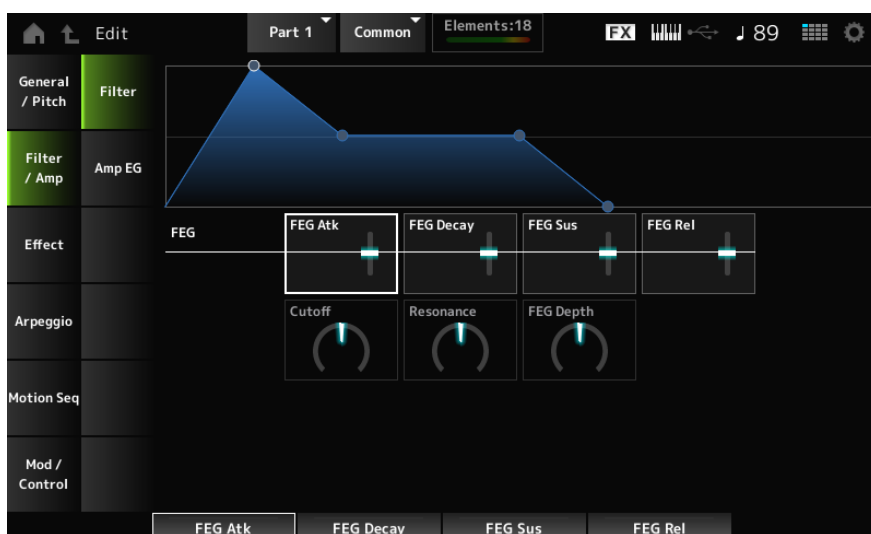 Edit
Part 1
Common
Elements:18
FX
♩ 89
General
/ Pitch
Filter
Filter
/ Amp
Amp EG
Effect
Arpeggio
Motion Seq
Mod /
Control
FEG
FEG Atk
FEG Decay
FEG Sus
FEG Rel
Cutoff
Resonance
FEG Depth
FEG Atk
FEG Decay
FEG Sus
FEG Rel